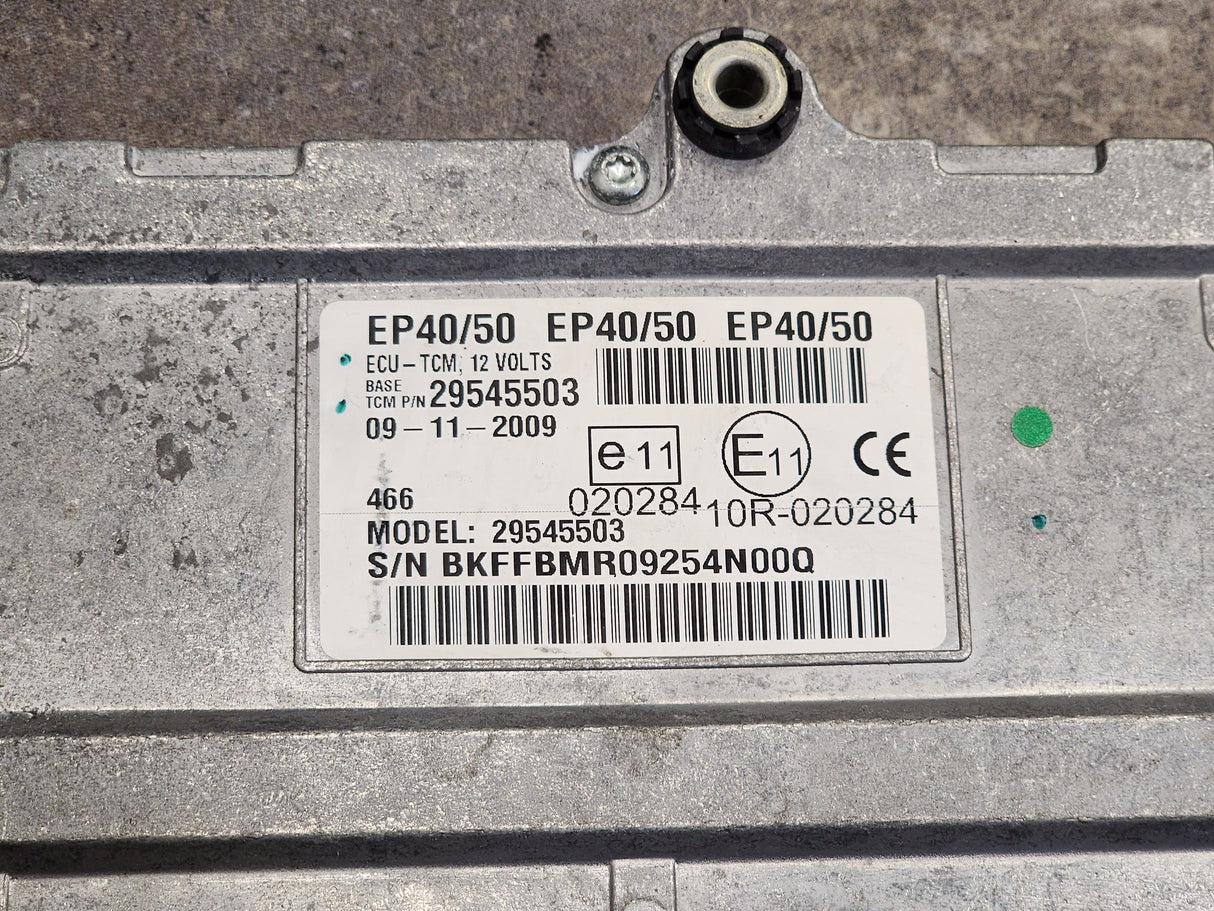 EP40/50 EP40/50 EP40/50
ECU-TCM, 12 VOLTS
BASE
TCM P/N 29545503
09-11-2009
e11
E11
CE
466
020284
10R-020284
MODEL: 29545503
S/N BKFFBMR09254N00Q